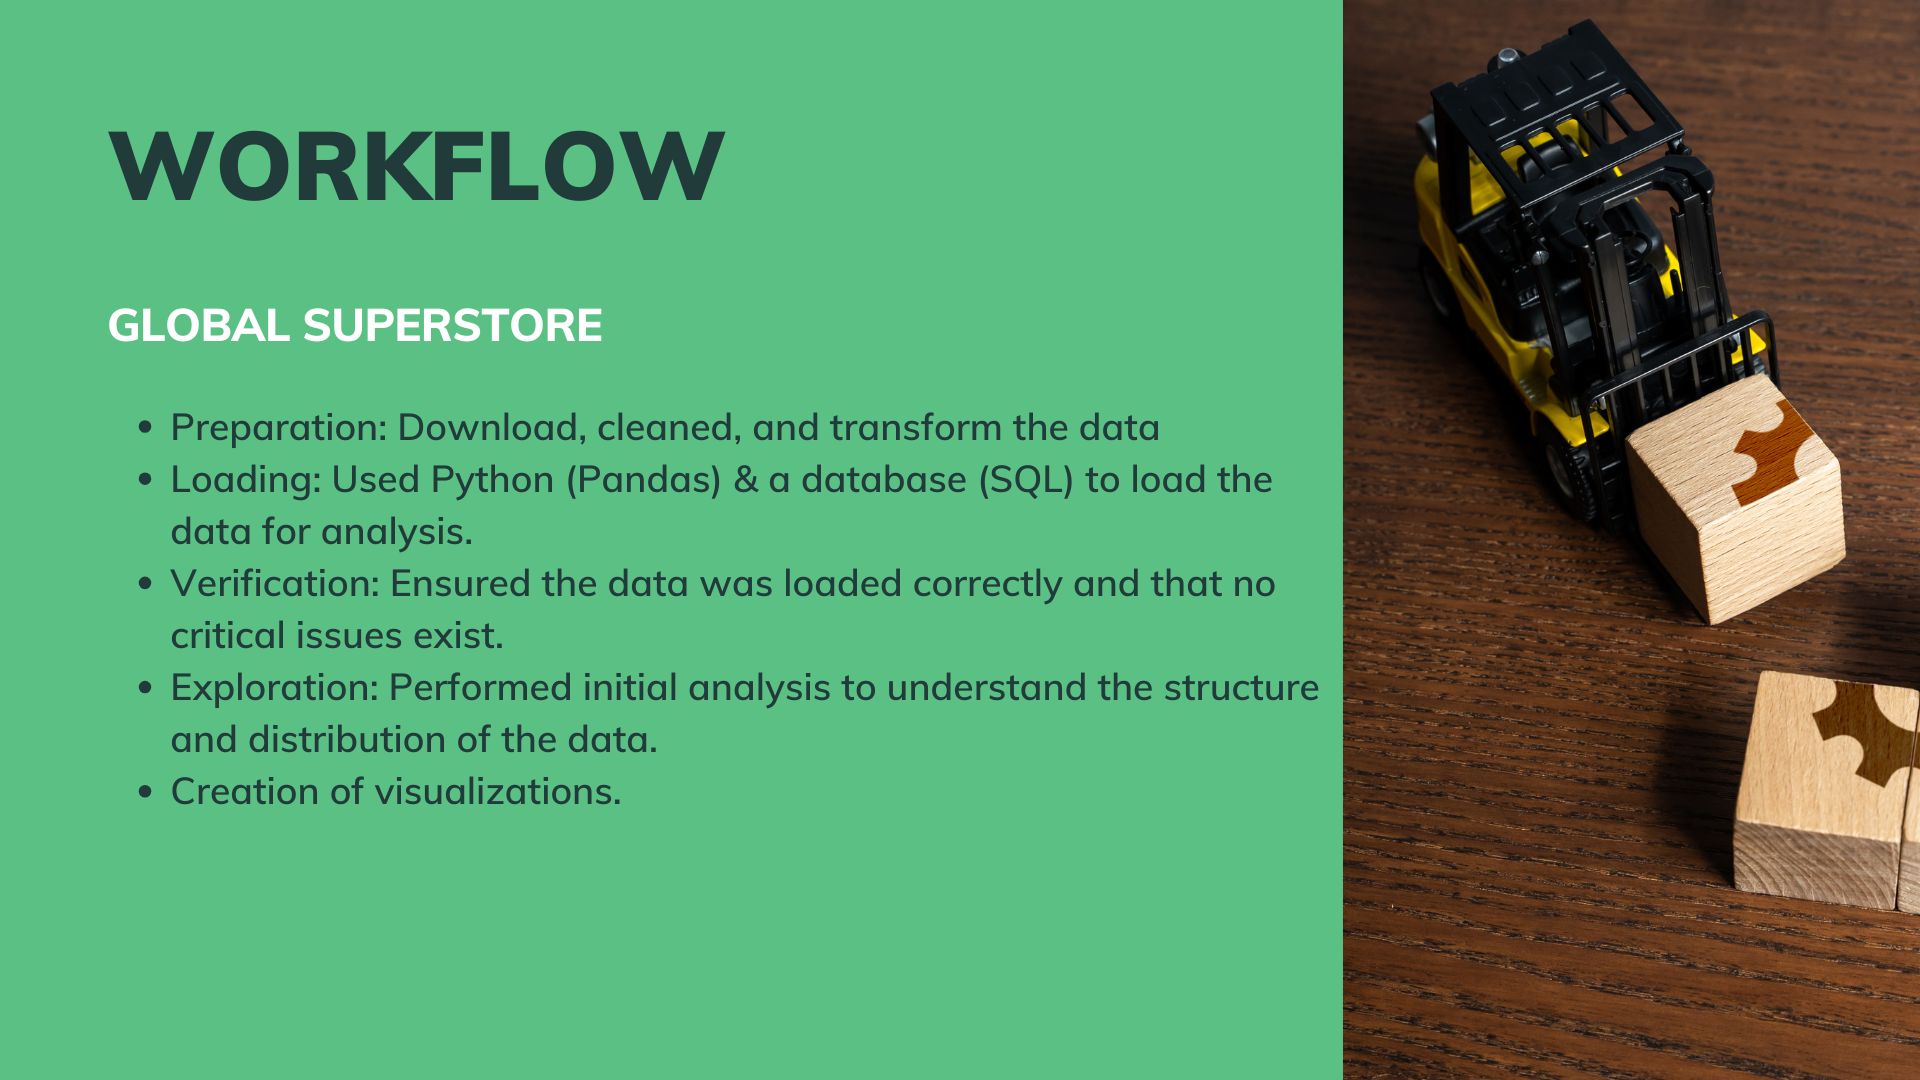 WORKFLOW
GLOBAL SUPERSTORE
• Preparation: Download, cleaned, and transform the data
• Loading: Used Python (Pandas) & a database (SQL) to load the
data for analysis.
• Verification: Ensured the data was loaded correctly and that no
critical issues exist.
• Exploration: Performed initial analysis to understand the structure
and distribution of the data.
• Creation of visualizations.